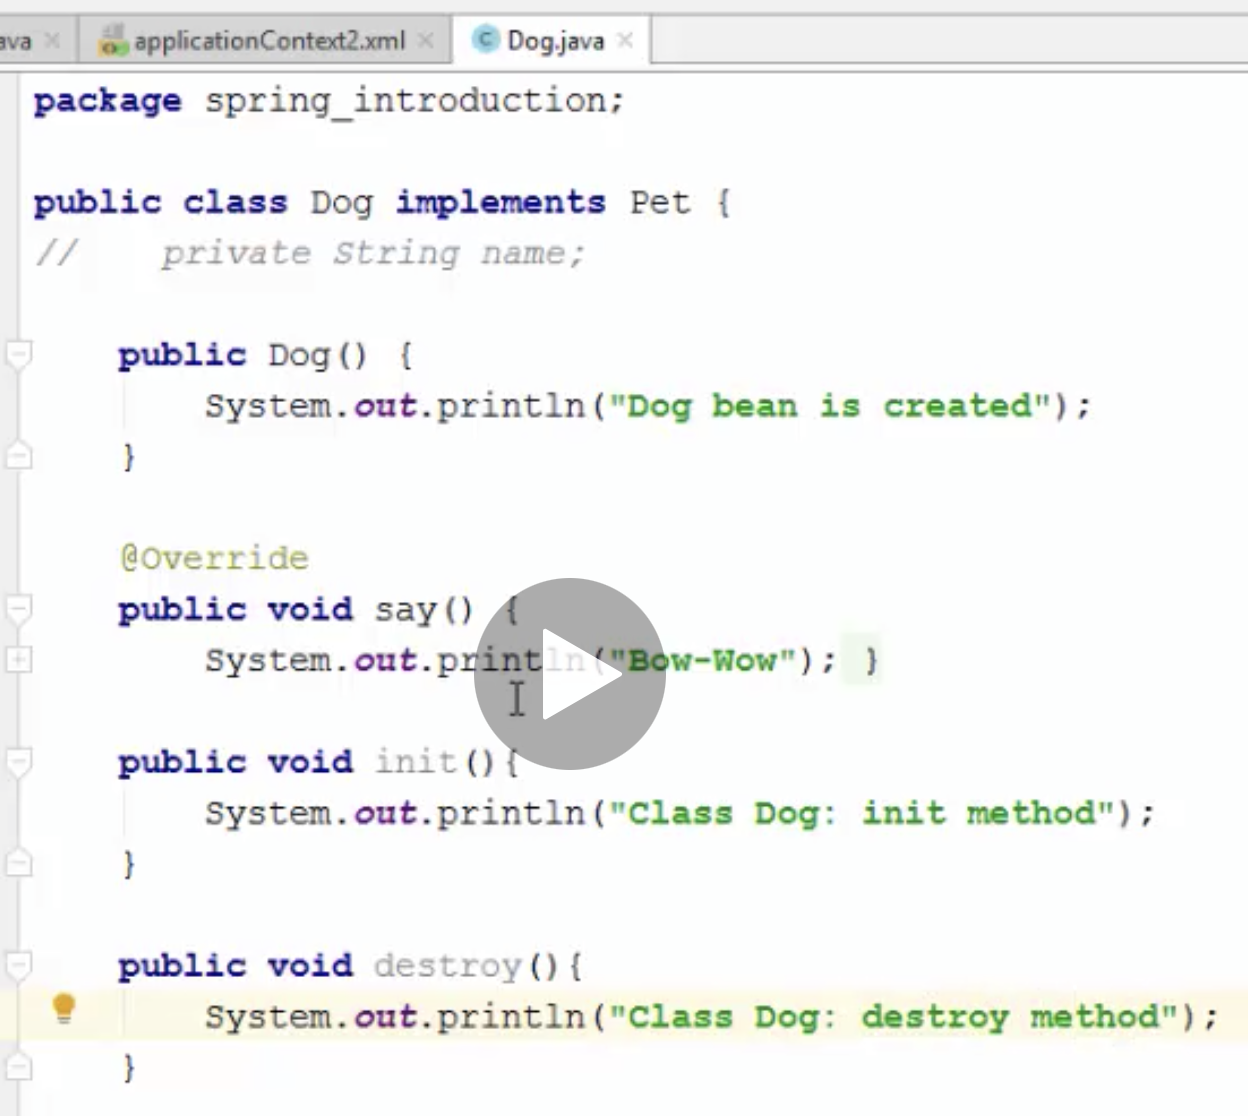 ava applicationContext2.xml Dog.java
package spring_introduction;
public class Dog implements Pet {
//    private String name;
public Dog() {
System.out.println("Dog bean is created");
}
@Override
public void say() {
System.out.println("Bow-Wow"); }
public void init(){
System.out.println("Class Dog: init method");
}
public void destroy(){
System.out.println("Class Dog: destroy method");
}